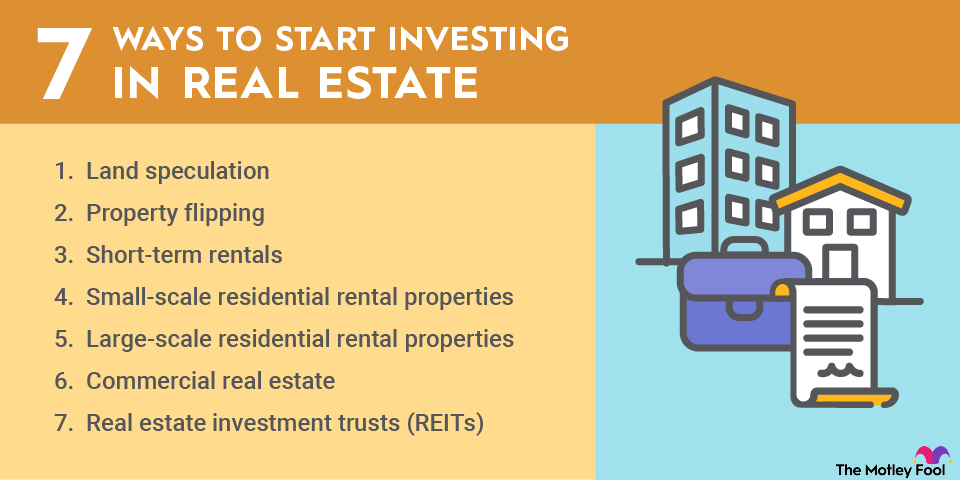 7 WAYS TO START INVESTING
IN REAL ESTATE
1. Land speculation
2. Property flipping
3. Short-term rentals
4. Small-scale residential rental properties
5. Large-scale residential rental properties
6. Commercial real estate
7. Real estate investment trusts (REITs)
The Motley Fool